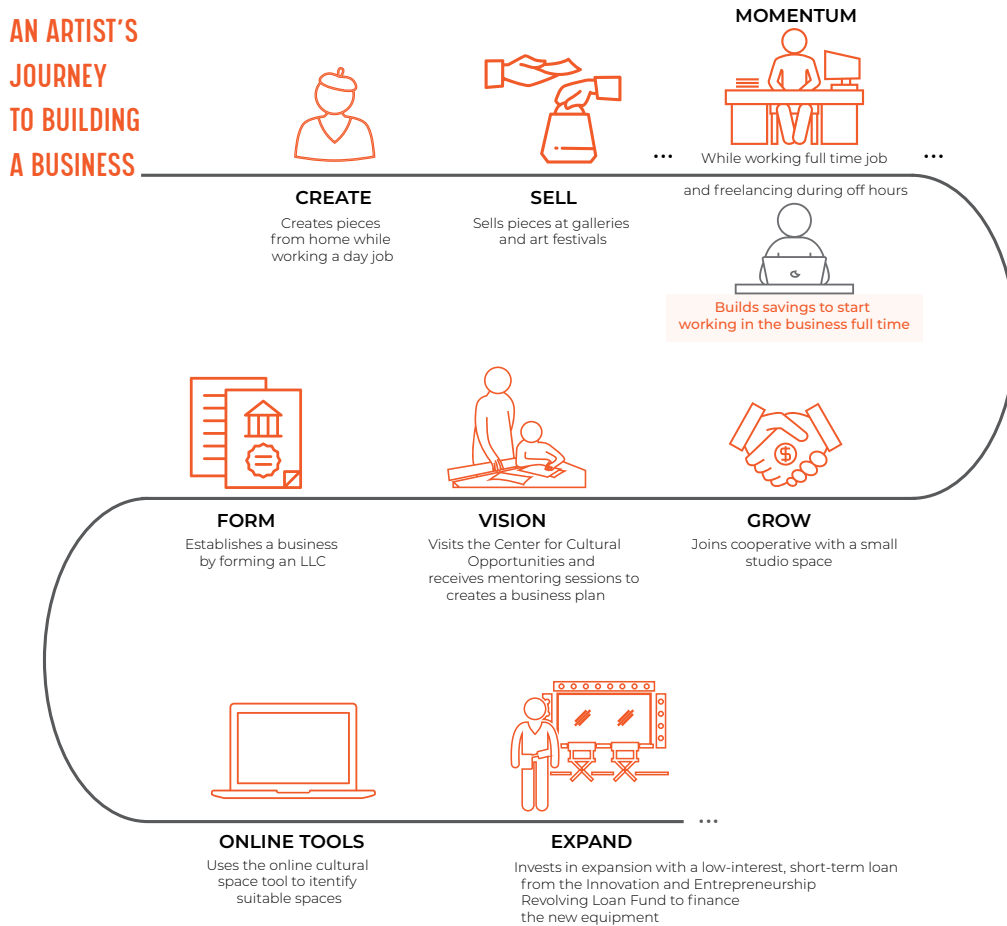 AN ARTIST'S
JOURNEY
TO BUILDING
A BUSINESS
CREATE
Creates pieces
from home while
working a day job
SELL
Sells pieces at galleries
and art festivals
...
MOMENTUM
While working full time job
...
and freelancing during off hours
Builds savings to start
working in the business full time
$
GROW
Joins cooperative with a small
studio space
VISION
Visits the Center for Cultural
Opportunities and
receives mentoring sessions to
creates a business plan
FORM
Establishes a business
by forming an LLC
ONLINE TOOLS
Uses the online cultural
space tool to itentify
suitable spaces
EXPAND
Invests in expansion with a low-interest, short-term loan
from the Innovation and Entrepreneurship
Revolving Loan Fund to finance
the new equipment
...